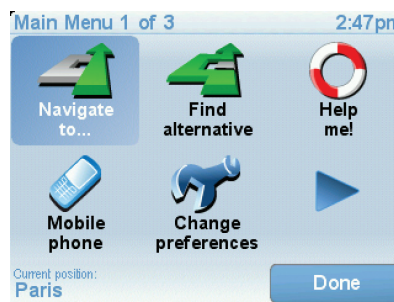 Main Menu 1 of 3
2:47pm
Navigate
to...
Find
alternative
Help
me!
Mobile
phone
Change
preferences
Current position:
Paris
Done